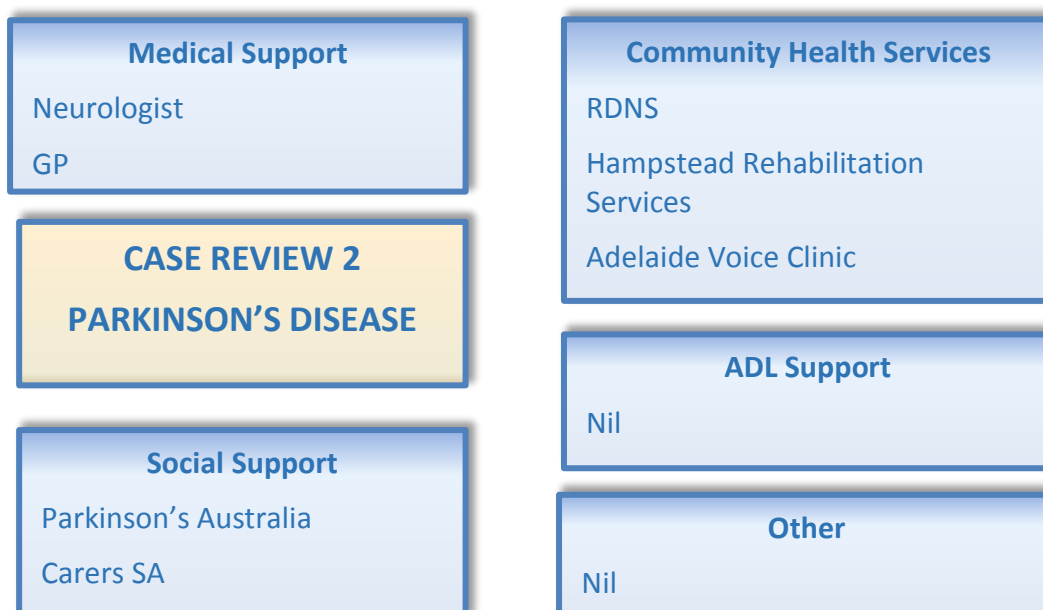 Medical Support
Neurologist
GP
CASE REVIEW 2
PARKINSON’S DISEASE
Social Support
Parkinson’s Australia
Carers SA
Community Health Services
RDNS
Hampstead Rehabilitation
Services
Adelaide Voice Clinic
ADL Support
Nil
Other
Nil